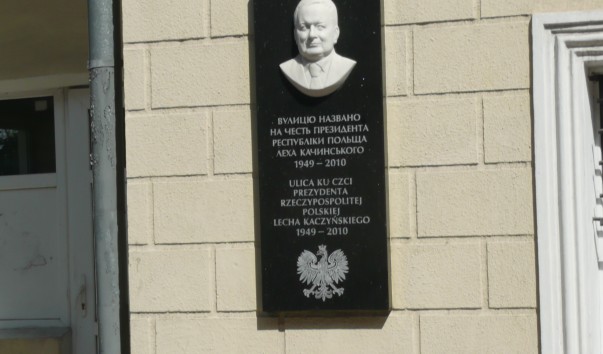 ВУЛИЦЮ НАЗВАНО
НА ЧЕСТЬ ПРЕЗИДЕНТА
РЕСПУБЛІКИ ПОЛЬЩА
ЛЕХА КАЧИНСЬКОГО
1949 – 2010
ULICA KU CZCI
PREZYDENTA
RZECZYPOSPOLITEJ
POLSKIEJ
LECHA KACZYŃSKIEGO
1949 – 2010